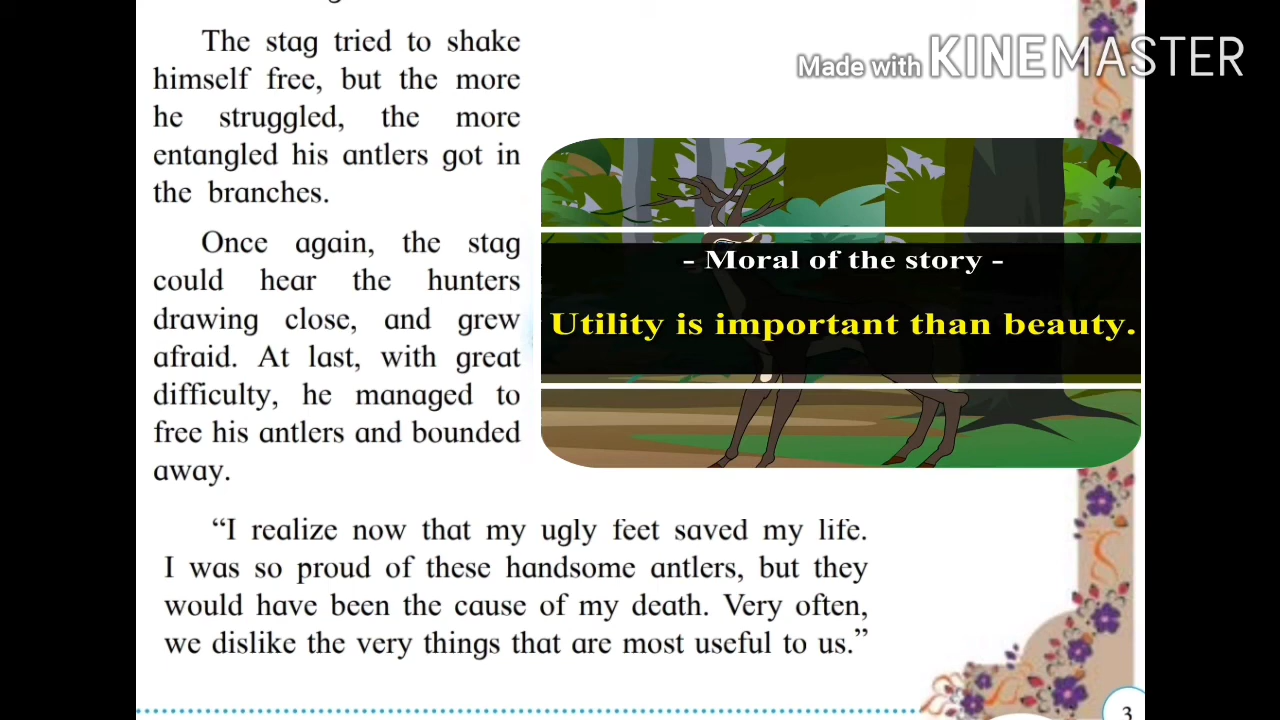 The stag tried to shake
himself free, but the more
he struggled, the more
entangled his antlers got in
the branches.
Once again, the stag
could hear the hunters
drawing close, and grew
afraid. At last, with great
difficulty, he managed to
free his antlers and bounded
away.
Made with KINEMASTER
- Moral of the story -
Utility is important than beauty.
“I realize now that my ugly feet saved my life.
I was so proud of these handsome antlers, but they
would have been the cause of my death. Very often,
we dislike the very things that are most useful to us.”
3